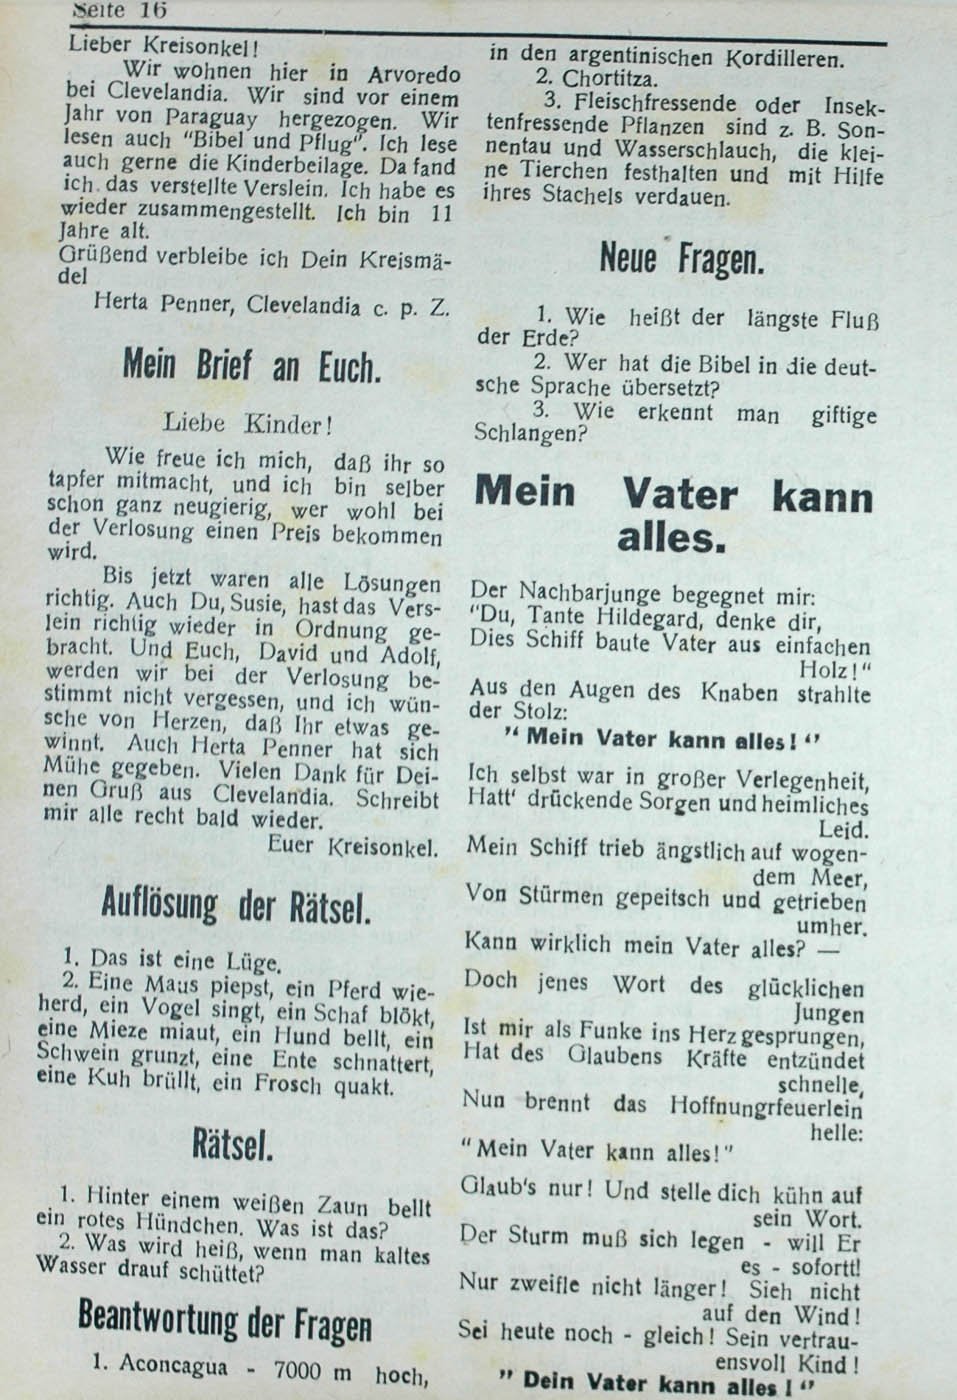 Seite 16
Lieber Kreisonkel!
Wir wohnen hier in Arvoredo
bei Clevelandia. Wir sind vor einem
Jahr von Paraguay hergezogen. Wir
lesen auch "Bibel und Pflug". Ich lese
auch gerne die Kinderbeilage. Da fand
ich das verstellte Verslein. Ich habe es
wieder zusammengestellt. Ich bin 11
Jahre alt.
Grüßend verbleibe ich Dein Kreismä-
del
Herta Penner, Clevelandia c. p. Z.
Mein Brief an Euch.
Liebe Kinder!
Wie freue ich mich, daß ihr so
tapfer mitmacht, und ich bin selber
schon ganz neugierig, wer wohl bei
der Verlosung einen Preis bekommen
wird.
Bis jetzt waren alle Lösungen
richtig. Auch Du, Susie, hast das Vers-
lein richtig wieder in Ordnung ge-
bracht. Und Euch, David und Adolf,
werden wir bei der Verlosung be-
stimmt nicht vergessen, und ich wün-
sche von Herzen, daß Ihr etwas ge-
winnt. Auch Herta Penner hat sich
Mühe gegeben. Vielen Dank für Dei-
nen Gruß aus Clevelandia. Schreibt
mir alle recht bald wieder.
Euer Kreisonkel.
Auflösung der Rätsel.
1. Das ist eine Lüge.
2. Eine Maus piepst, ein Pferd wie-
herd, ein Vogel singt, ein Schaf blökt,
eine Mieze miaut, ein Hund bellt, ein
Schwein grunzt, eine Ente schnattert,
eine Kuh brüllt, ein Frosch quakt.
Rätsel.
1. Hinter einem weißen Zaun bellt
ein rotes Hündchen. Was ist das?
2. Was wird heiß, wenn man kaltes
Wasser drauf schüttet?
Beantwortung der Fragen
1. Aconcagua - 7000 m hoch,
in den argentinischen Kordilleren.
2. Chortitza.
3. Fleischfressende oder Insek-
tenfressende Pflanzen sind z. B. Son-
nentau und Wasserschlauch, die klei-
ne Tierchen festhalten und mit Hilfe
ihres Stachels verdauen.
Neue Fragen.
1. Wie heißt der längste Fluß
der Erde?
2. Wer hat die Bibel in die deut-
sche Sprache übersetzt?
3. Wie erkennt man giftige
Schlangen?
Mein Vater kann
alles.
Der Nachbarjunge begegnet mir:
"Du, Tante Hildegard, denke dir,
Dies Schiff baute Vater aus einfachen
Holz!"
Aus den Augen des Knaben strahlte
der Stolz:
"Mein Vater kann alles!"
Ich selbst war in großer Verlegenheit,
Hatt' drückende Sorgen und heimliches
Leid.
Mein Schiff trieb ängstlich auf wogen-
dem Meer,
Von Stürmen gepeitsch und getrieben
umher.
Kann wirklich mein Vater alles? —
Doch jenes Wort des glücklichen
Jungen
Ist mir als Funke ins Herz gesprungen,
Hat des Glaubens Kräfte entzündet
schnelle,
Nun brennt das Hoffnungrfeuerlein
helle:
"Mein Vater kann alles!"
Glaub's nur! Und stelle dich kühn auf
sein Wort.
Der Sturm muß sich legen - will Er
es - sofortt!
Nur zweifle nicht länger! Sieh nicht
auf den Wind!
Sei heute noch - gleich! Sein vertrau-
ensvoll Kind!
"Dein Vater kann alles!"